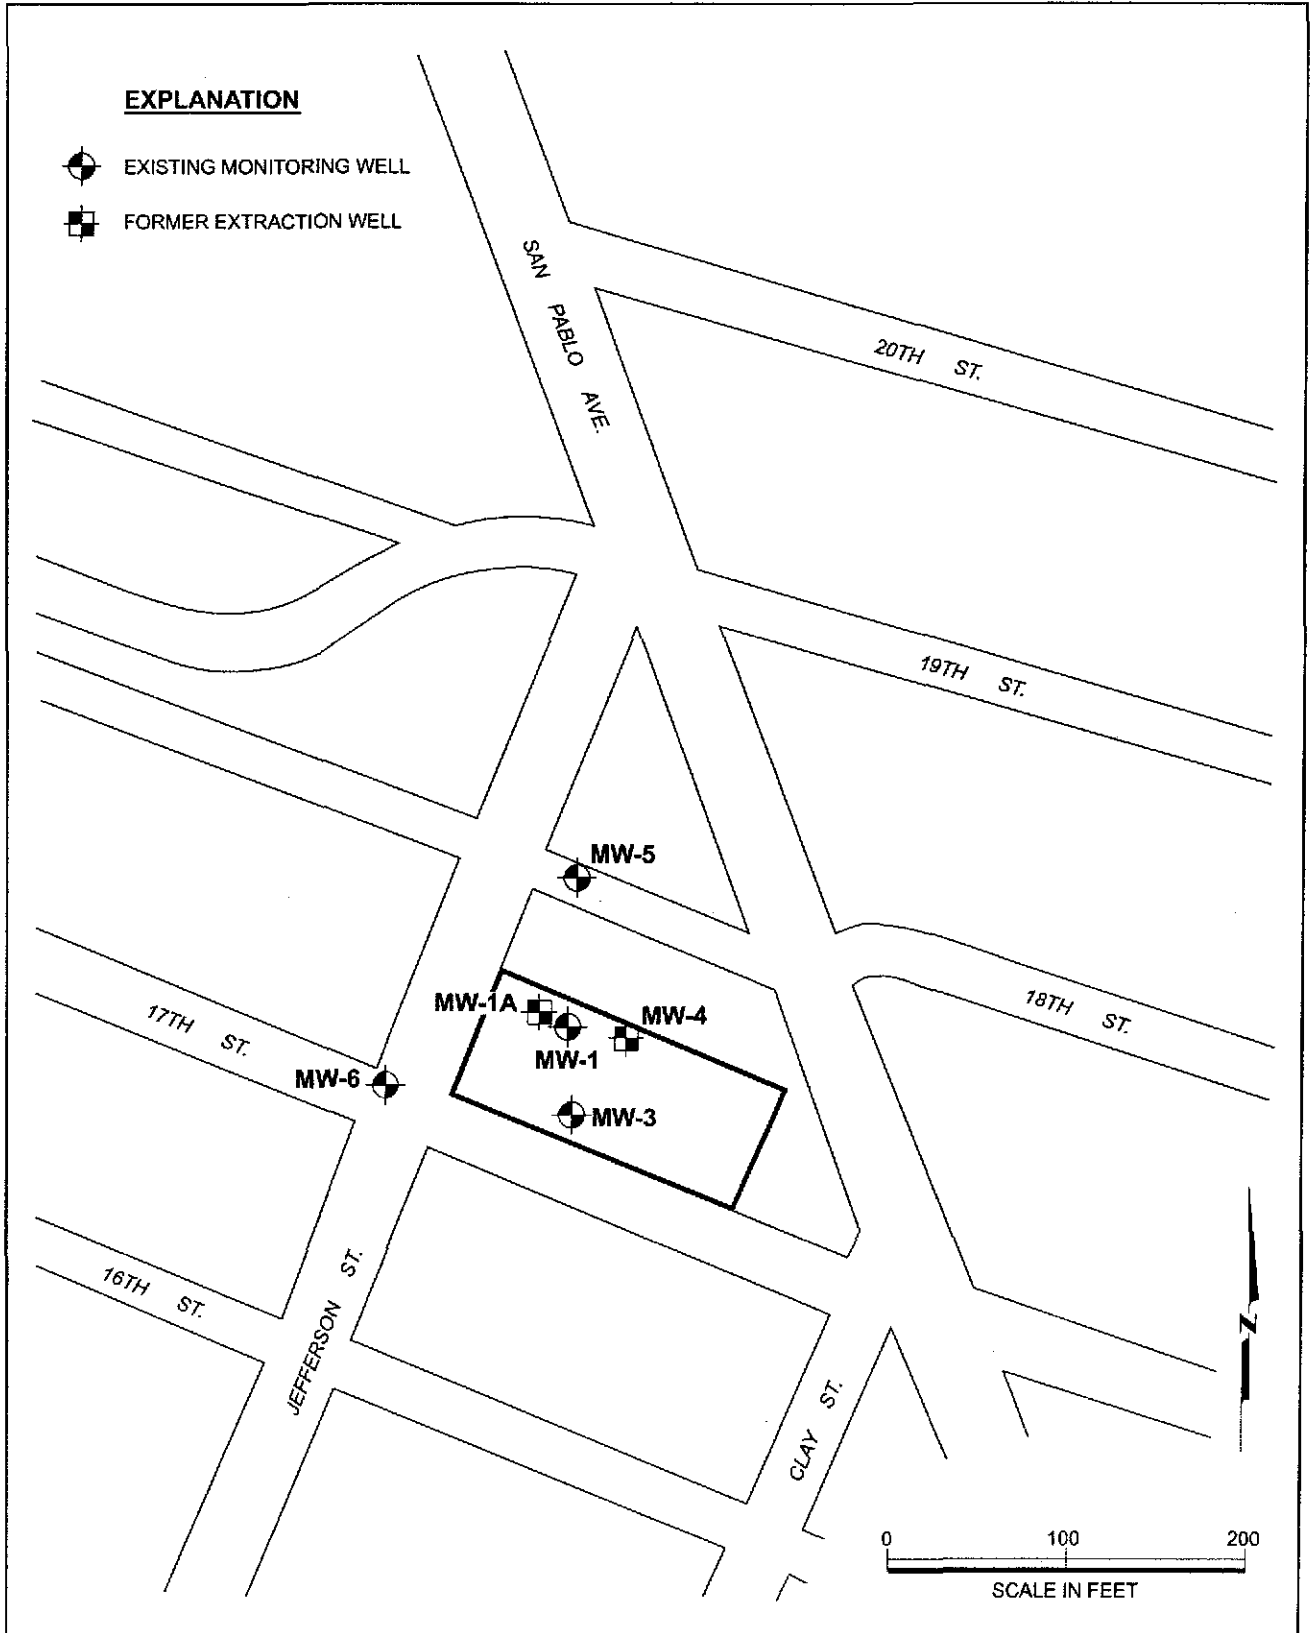 EXPLANATION
EXISTING MONITORING WELL
FORMER EXTRACTION WELL
SAN PABLO AVE.
20TH ST.
19TH ST.
MW-5
18TH ST.
MW-1A
MW-4
17TH ST.
MW-1
MW-6
MW-3
16TH ST.
JEFFERSON ST.
CLAY ST.
N
0 100 200
SCALE IN FEET